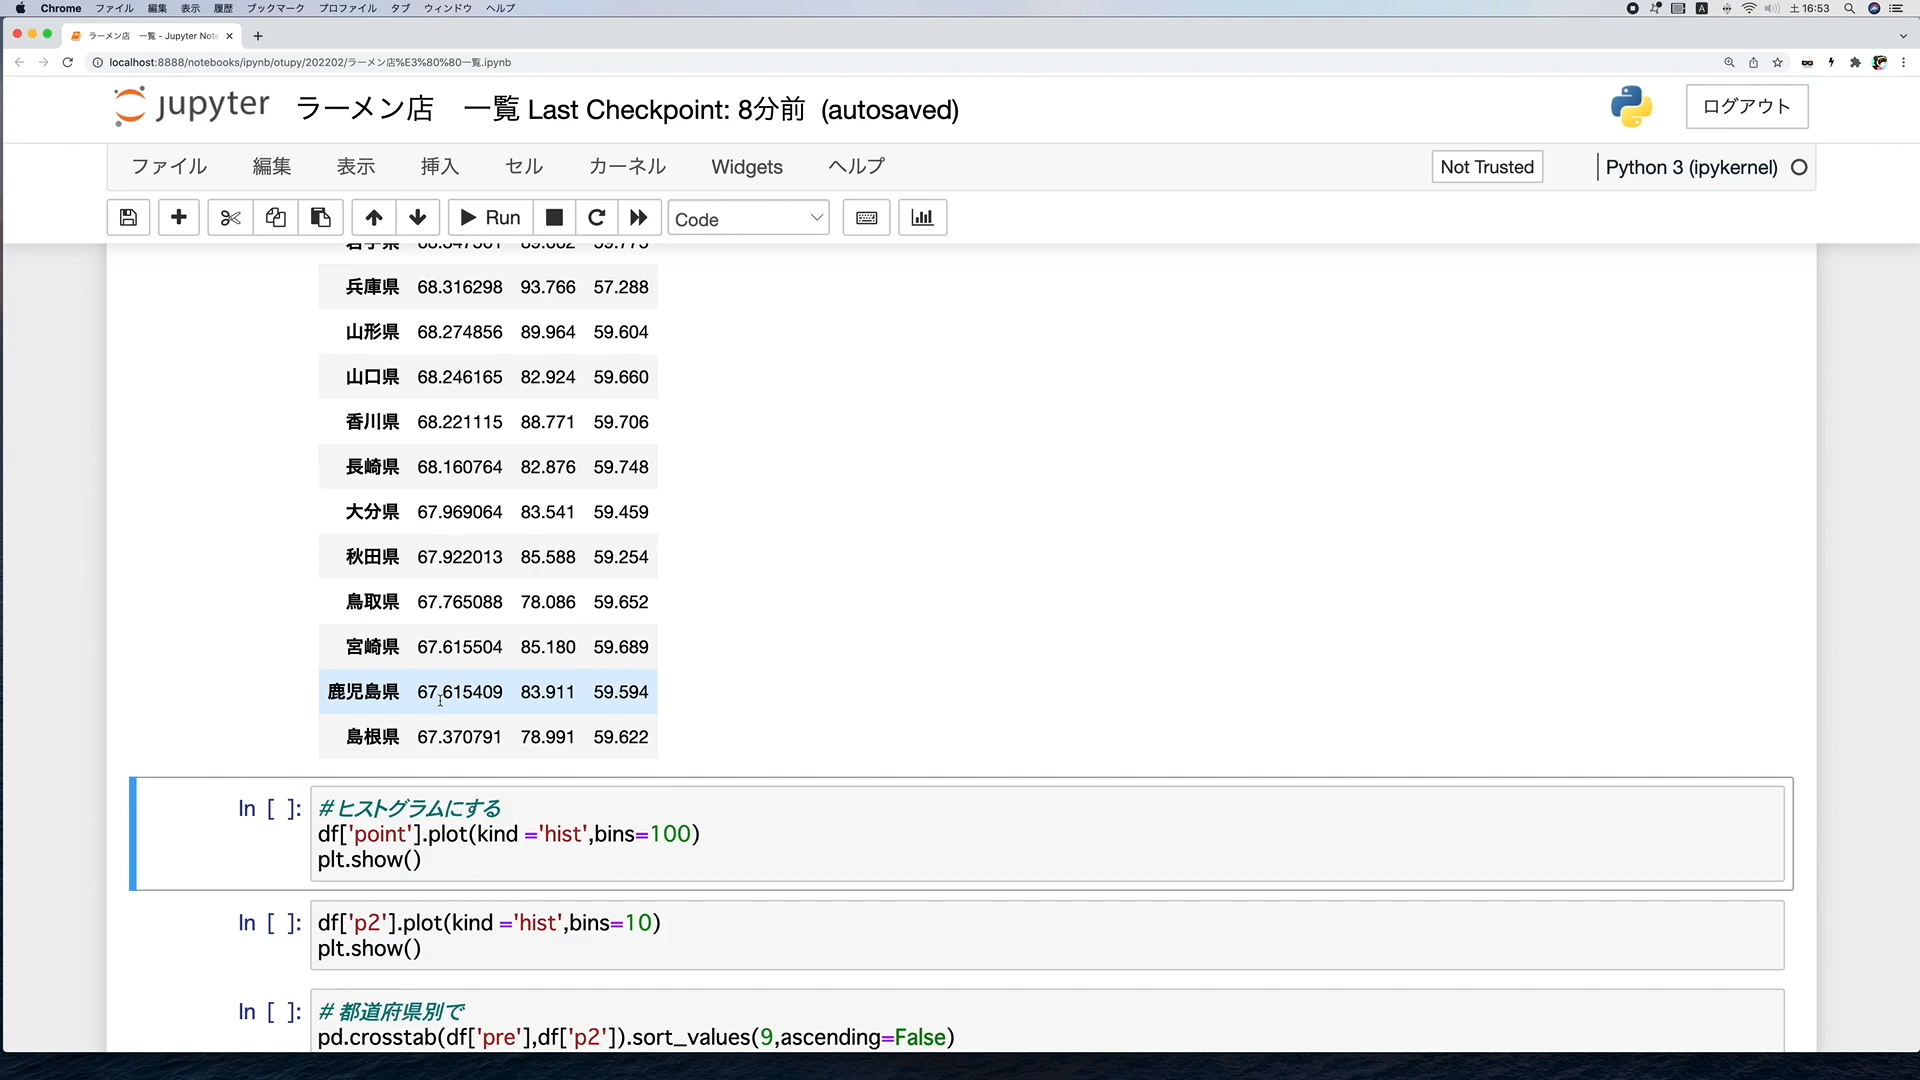 Chrome ファイル 編集 表示 履歴 ブックマーク プロファイル タブ ウィンドウ ヘルプ A 土 16:53
ラーメン店 一覧 - Jupyter Note
localhost:8888/notebooks/ipynb/otupy/202202/ラーメン店%E3%80%80一覧.ipynb
jupyter ラーメン店 一覧 Last Checkpoint: 8分前 (autosaved) ログアウト
ファイル 編集 表示 挿入 セル カーネル Widgets ヘルプ Not Trusted Python 3 (ipykernel)
Run Code
兵庫県 68.316298 93.766 57.288
山形県 68.274856 89.964 59.604
山口県 68.246165 82.924 59.660
香川県 68.221115 88.771 59.706
長崎県 68.160764 82.876 59.748
大分県 67.969064 83.541 59.459
秋田県 67.922013 85.588 59.254
鳥取県 67.765088 78.086 59.652
宮崎県 67.615504 85.180 59.689
鹿児島県 67.615409 83.911 59.594
島根県 67.370791 78.991 59.622
In [ ]: #ヒストグラムにする
df['point'].plot(kind ='hist',bins=100)
plt.show()
In [ ]: df['p2'].plot(kind ='hist',bins=10)
plt.show()
In [ ]: # 都道府県別で
pd.crosstab(df['pre'],df['p2']).sort_values(9,ascending=False)